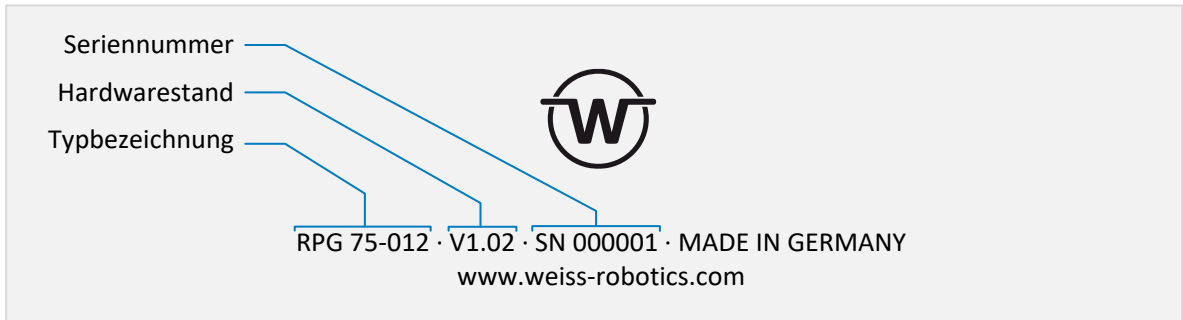 Seriennummer
Hardwarestand
Typbezeichnung
W
RPG 75-012 · V1.02 · SN 000001 · MADE IN GERMANY
www.weiss-robotics.com